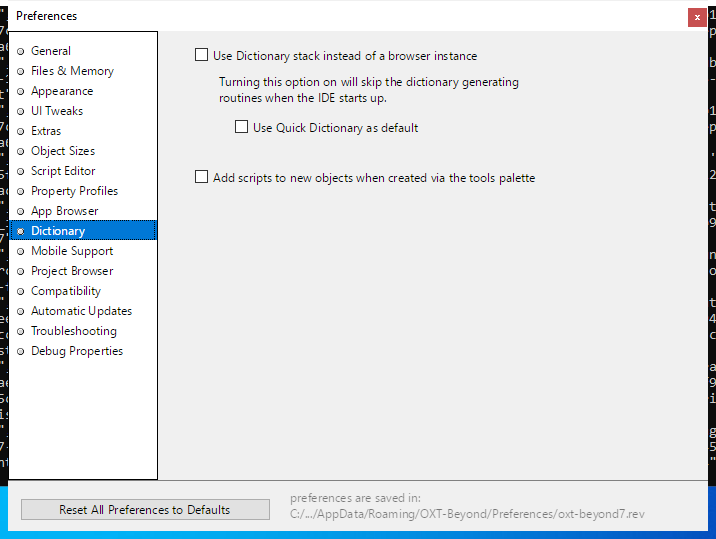 Preferences
x
General
Files & Memory
Appearance
UI Tweaks
Extras
Object Sizes
Script Editor
Property Profiles
App Browser
Dictionary
Mobile Support
Project Browser
Compatibility
Automatic Updates
Troubleshooting
Debug Properties
Use Dictionary stack instead of a browser instance
Turning this option on will skip the dictionary generating
routines when the IDE starts up.
Use Quick Dictionary as default
Add scripts to new objects when created via the tools palette
Reset All Preferences to Defaults
preferences are saved in:
C:/.../AppData/Roaming/OXT-Beyond/Preferences/oxt-beyond7.rev